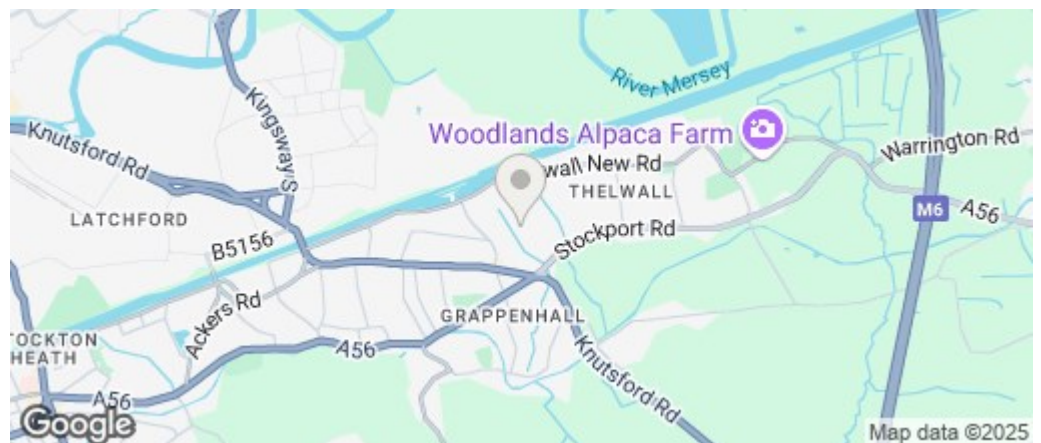 River Mersey
Kingsway S
Knutsford Rd
Woodlands Alpaca Farm
Warrington Rd
wall New Rd
THELWALL
LATCHFORD
M6
A56
B5156
Stockport Rd
Ackers Rd
GRAPPENHALL
TOCKTON
HEATH
A56
Knutsford Rd
A56
Google
Map data ©2025